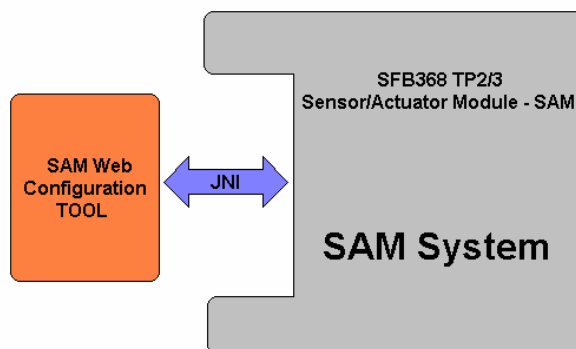 SFB368 TP2/3
Sensor/Actuator Module - SAM
SAM Web
Configuration
TOOL
JNI
SAM System